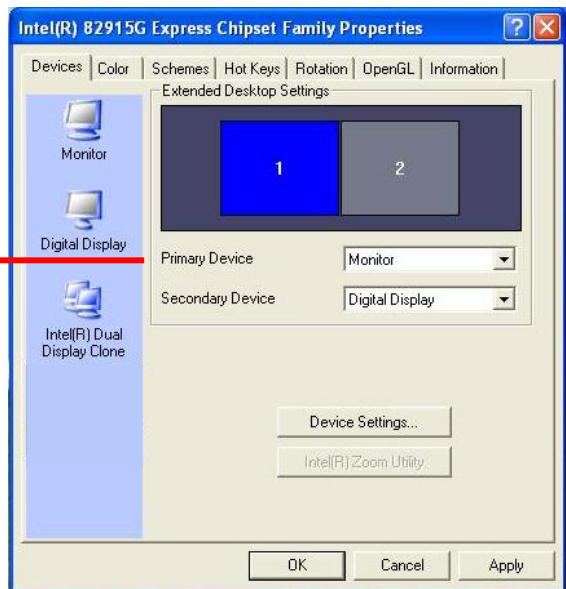 Intel(R) 82915G Express Chipset Family Properties
Devices Color Schemes Hot Keys Rotation OpenGL Information
Monitor
Digital Display
Intel(R) Dual
Display Clone
Extended Desktop Settings
1 2
Primary Device Monitor
Secondary Device Digital Display
Device Settings...
Intel(R) Zoom Utility
OK Cancel Apply